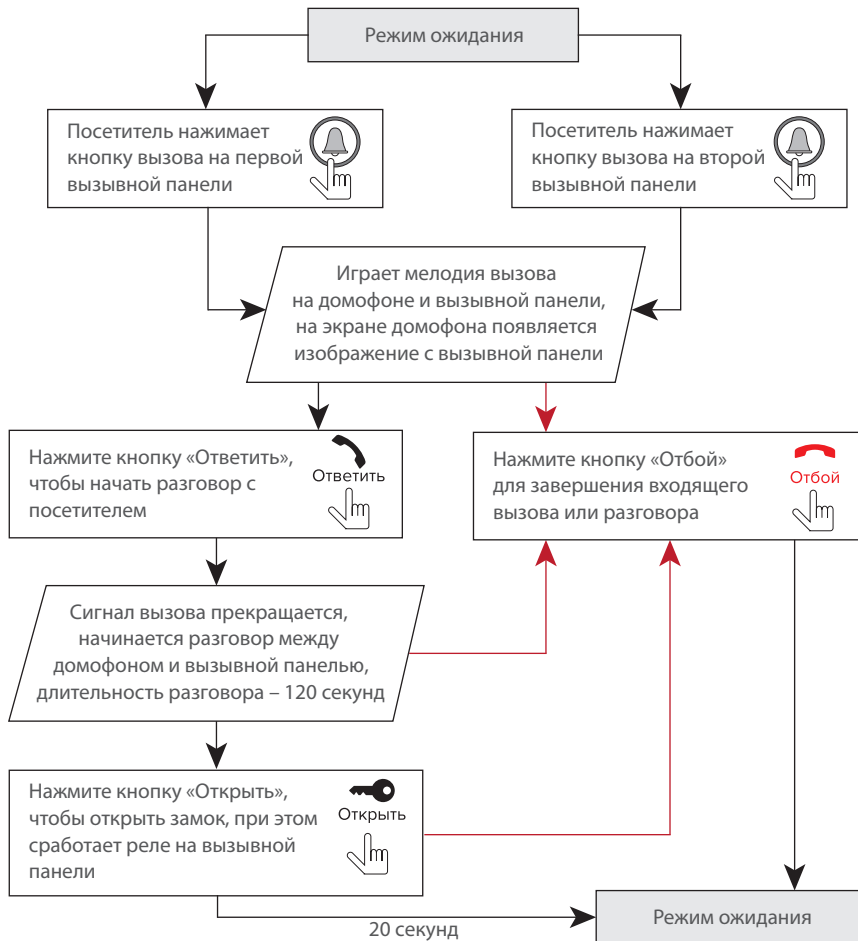 Режим ожидания
Посетитель нажимает
кнопку вызова на первой
вызывной панели
Посетитель нажимает
кнопку вызова на второй
вызывной панели
Играет мелодия вызова
на домофоне и вызывной панели,
на экране домофона появляется
изображение с вызывной панели
Нажмите кнопку «Ответить»,
чтобы начать разговор с
посетителем
Ответить
Нажмите кнопку «Отбой»
для завершения входящего
вызова или разговора
Отбой
Сигнал вызова прекращается,
начинается разговор между
домофоном и вызывной панелью,
длительность разговора – 120 секунд
Нажмите кнопку «Открыть»,
чтобы открыть замок, при этом
сработает реле на вызывной
панели
Открыть
20 секунд
Режим ожидания